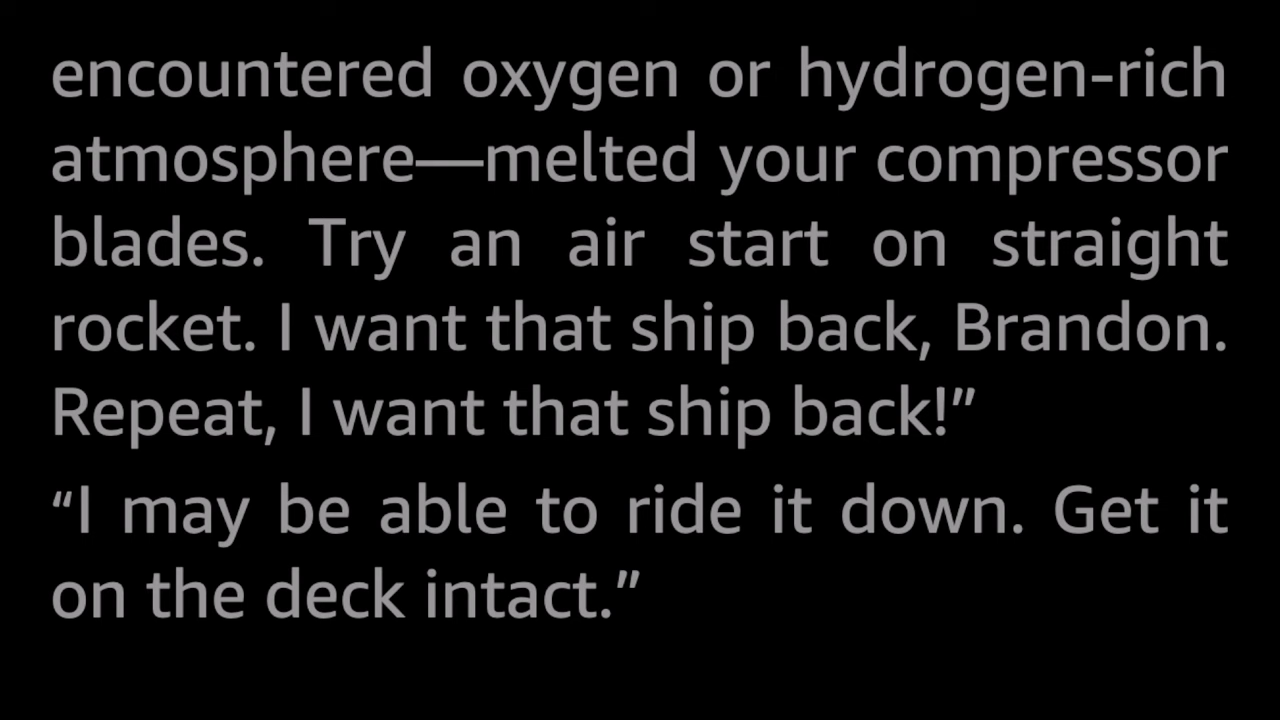 encountered oxygen or hydrogen-rich
atmosphere—melted your compressor
blades. Try an air start on straight
rocket. I want that ship back, Brandon.
Repeat, I want that ship back!”
“I may be able to ride it down. Get it
on the deck intact.”